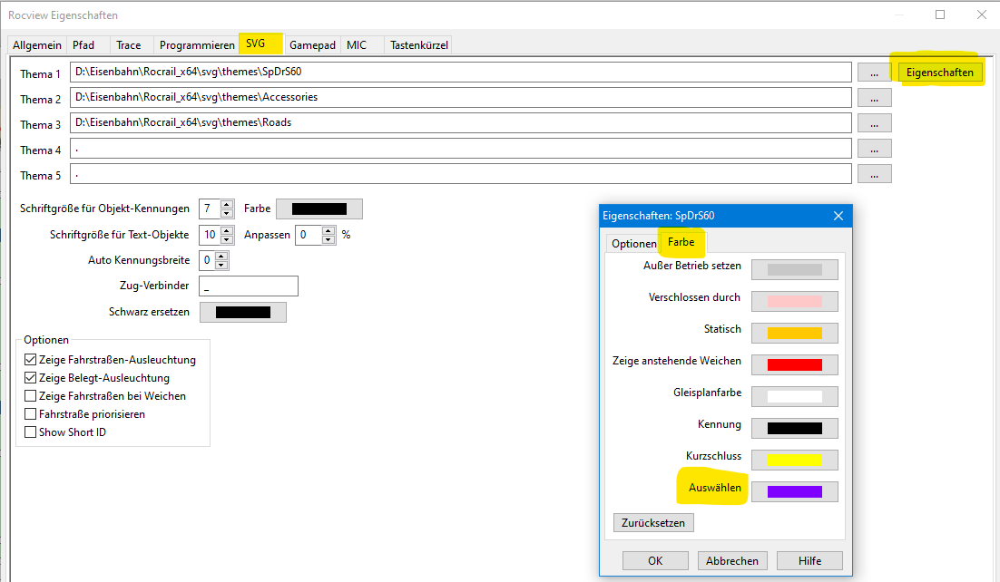 Rocview Eigenschaften
Allgemein Pfad Trace Programmieren SVG Gamepad MIC Tastenkürzel
Thema 1 D:\Eisenbahn\Rocrail_x64\svg\themes\SpDrS60 ... Eigenschaften
Thema 2 D:\Eisenbahn\Rocrail_x64\svg\themes\Accessories ...
Thema 3 D:\Eisenbahn\Rocrail_x64\svg\themes\Roads ...
Thema 4 . ...
Thema 5 . ...
Schriftgröße für Objekt-Kennungen 7 Farbe
Schriftgröße für Text-Objekte 10 Anpassen 0 %
Auto Kennungsbreite 0
Zug-Verbinder _
Schwarz ersetzen
Optionen
Zeige Fahrstraßen-Ausleuchtung
Zeige Belegt-Ausleuchtung
Zeige Fahrstraßen bei Weichen
Fahrstraße priorisieren
Show Short ID
Eigenschaften: SpDrS60
Optionen Farbe
Außer Betrieb setzen
Verschlossen durch
Statisch
Zeige anstehende Weichen
Gleisplanfarbe
Kennung
Kurzschluss
Auswählen
Zurücksetzen
OK Abbrechen Hilfe